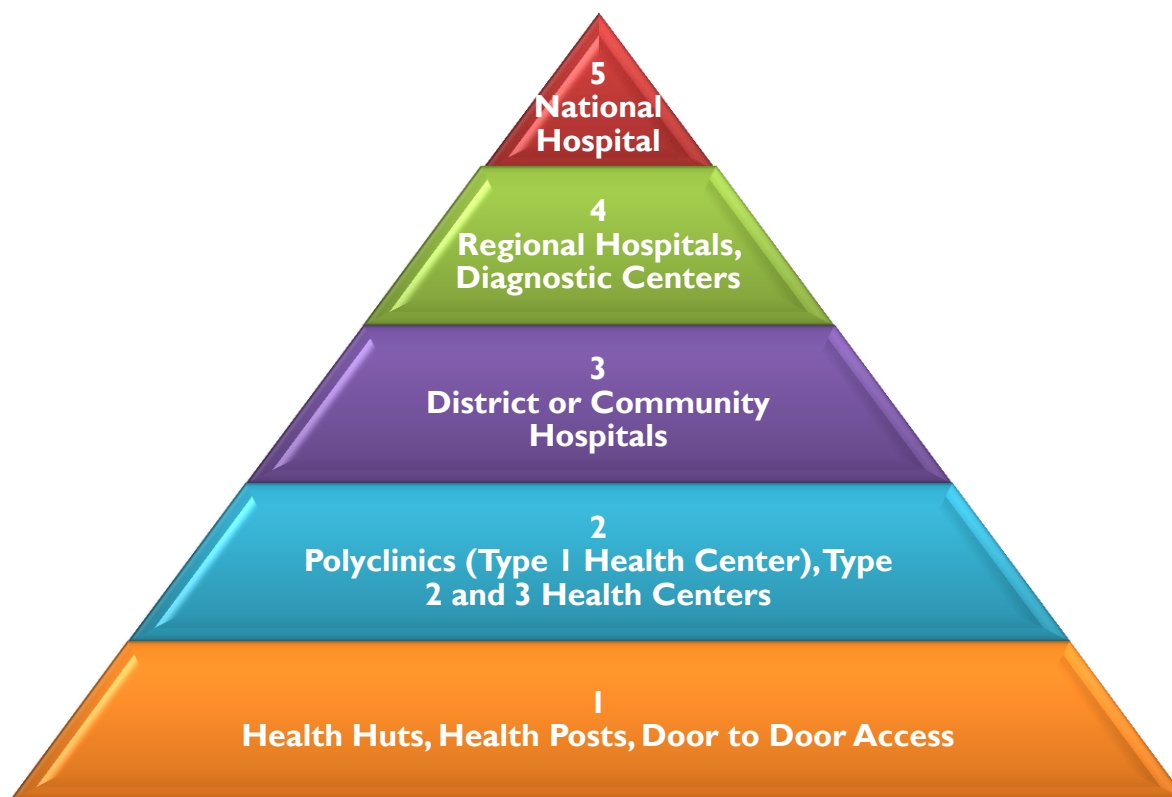 5
National
Hospital
4
Regional Hospitals,
Diagnostic Centers
3
District or Community
Hospitals
2
Polyclinics (Type 1 Health Center), Type
2 and 3 Health Centers
1
Health Huts, Health Posts, Door to Door Access